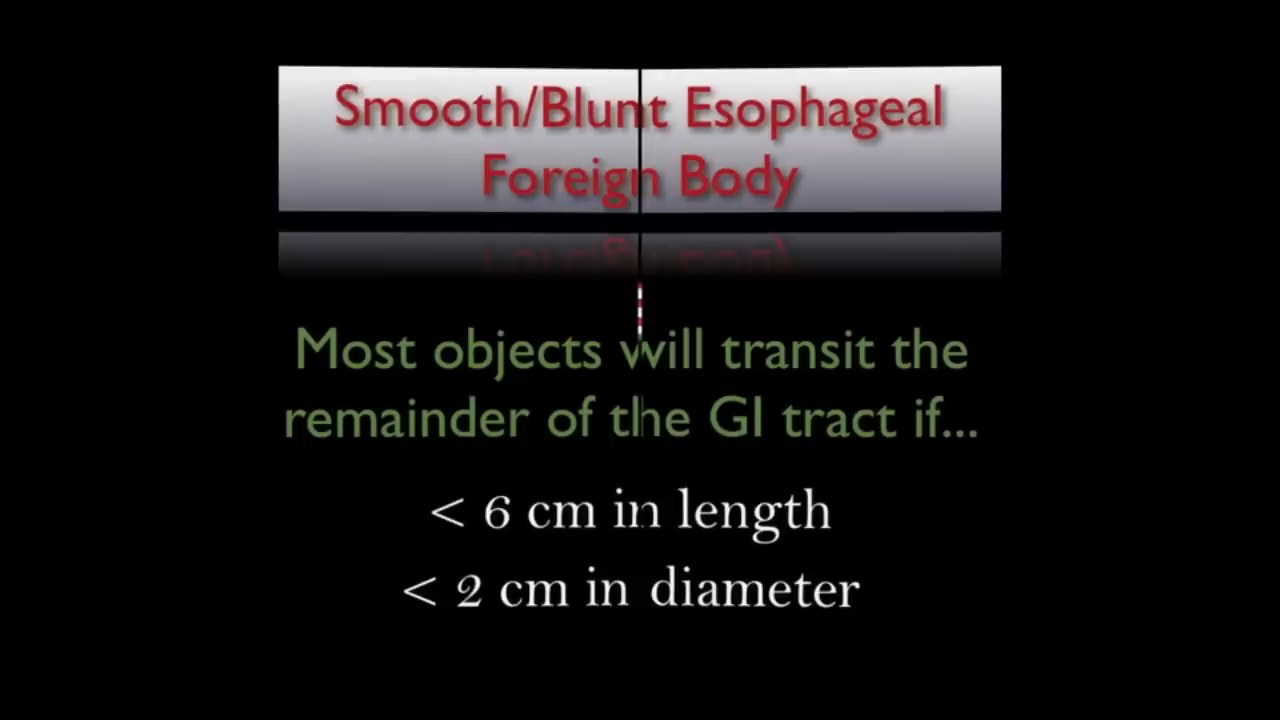 Smooth/Blunt Esophageal
Foreign Body
Most objects will transit the
remainder of the GI tract if...
< 6 cm in length
< 2 cm in diameter